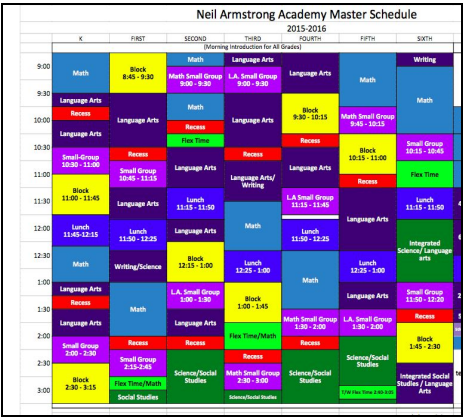 Neil Armstrong Academy Master Schedule
2015-2016
K FIRST SECOND THIRD FOURTH FIFTH SIXTH
(Morning Introduction for All Grades)
9:00
9:30
10:00
10:30
11:00
11:30
12:00
12:30
1:00
1:30
2:00
2:30
3:00
Math
Language Arts
Recess
Language Arts
Small-Group
10:30 - 11:00
Block
11:00 - 11:45
Lunch
11:45-12:15
Math
Language Arts
Recess
Language Arts
Small Group
2:00 - 2:30
Block
2:30 - 3:15
Block
8:45 - 9:30
Language Arts
Recess
Small Group
10:45 - 11:15
Language Arts
Lunch
11:50 - 12:25
Writing/Science
Math
Recess
Small Group
2:15-2:45
Flex Time/Math
Social Studies
Math
Math Small Group
9:00 - 9:30
Math
Recess
Flex Time
Language Arts
Lunch
11:15 - 11:50
Language Arts
Block
12:15 - 1:00
L.A. Small Group
1:00 - 1:30
Language Arts
Recess
Science/Social
Studies
Language Arts
L.A. Small Group
9:00 - 9:30
Language Arts
Recess
Language Arts/
Writing
Math
Lunch
12:25 - 1:00
Block
1:00 - 1:45
Flex Time/Math
Recess
Math Small Group
2:30 - 3:00
Science/Social Studies
Language Arts
Block
9:30 - 10:15
Recess
Language Arts
L.A Small Group
11:15 - 11:45
Lunch
11:50 - 12:25
Math
Math Small Group
1:30 - 2:00
Recess
Science/Social
Studies
Math
Math Small Group
9:45 - 10:15
Block
10:15 - 11:00
Recess
Language Arts
Lunch
12:25 - 1:00
Language Arts
L.A. Small Group
1:30 - 2:00
Science/Social
Studies
Writing
Math
Small Group
10:15 - 10:45
Flex Time
Lunch
11:15 - 11:50
Integrated
Science/ Language
arts
Small Group
11:50 - 12:20
Recess
Block
1:45 - 2:30
Integrated Social
Studies / Language
Arts